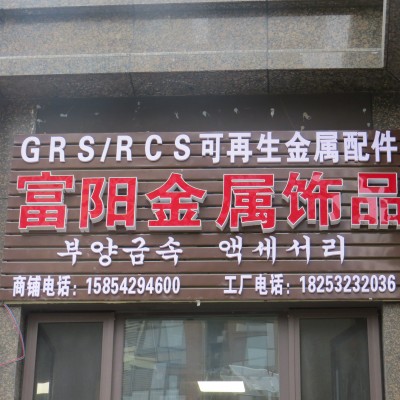 GRS/RCS可再生金属配件
富阳金属饰品
부양금속 액세서리
商铺电话：15854294600 工厂电话：18253232036